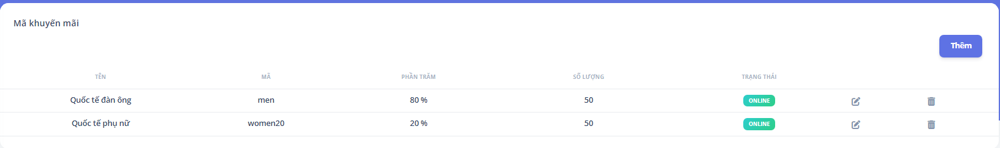 Mã khuyến mãi
Thêm
TÊN MÃ PHẦN TRĂM SỐ LƯỢNG TRẠNG THÁI
Quốc tế đàn ông men 80 % 50 ONLINE
Quốc tế phụ nữ women20 20 % 50 ONLINE